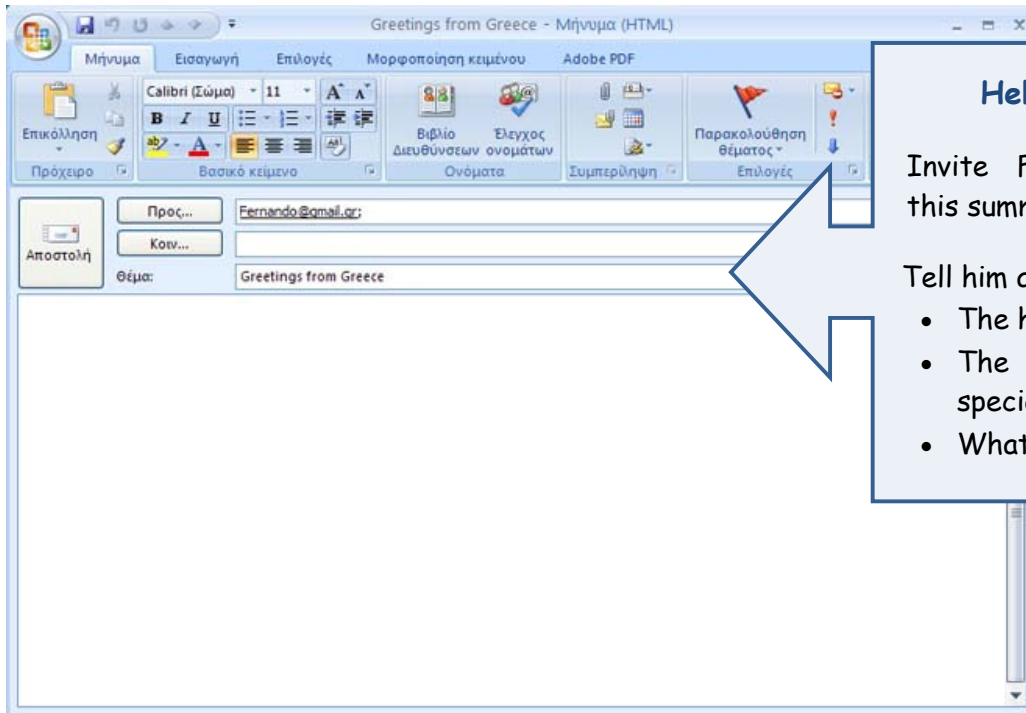 Greetings from Greece - Μήνυμα (HTML)
Μήνυμα Εισαγωγή Επιλογές Μορφοποίηση κειμένου Adobe PDF
Calibri (Σώμα) 11 A A
B I U
Επικόλληση
ab A
Βιβλίο Διευθύνσεων
Έλεγχος ονομάτων
Παρακολούθηση θέματος
Πρόχειρο Βασικό κείμενο Ονόματα Συμπερίληψη Επιλογές
Αποστολή
Προς... Fernando@gmail.gr;
Κοιν...
Θέμα: Greetings from Greece
Invite
this
Tell him
• The
• The
• What